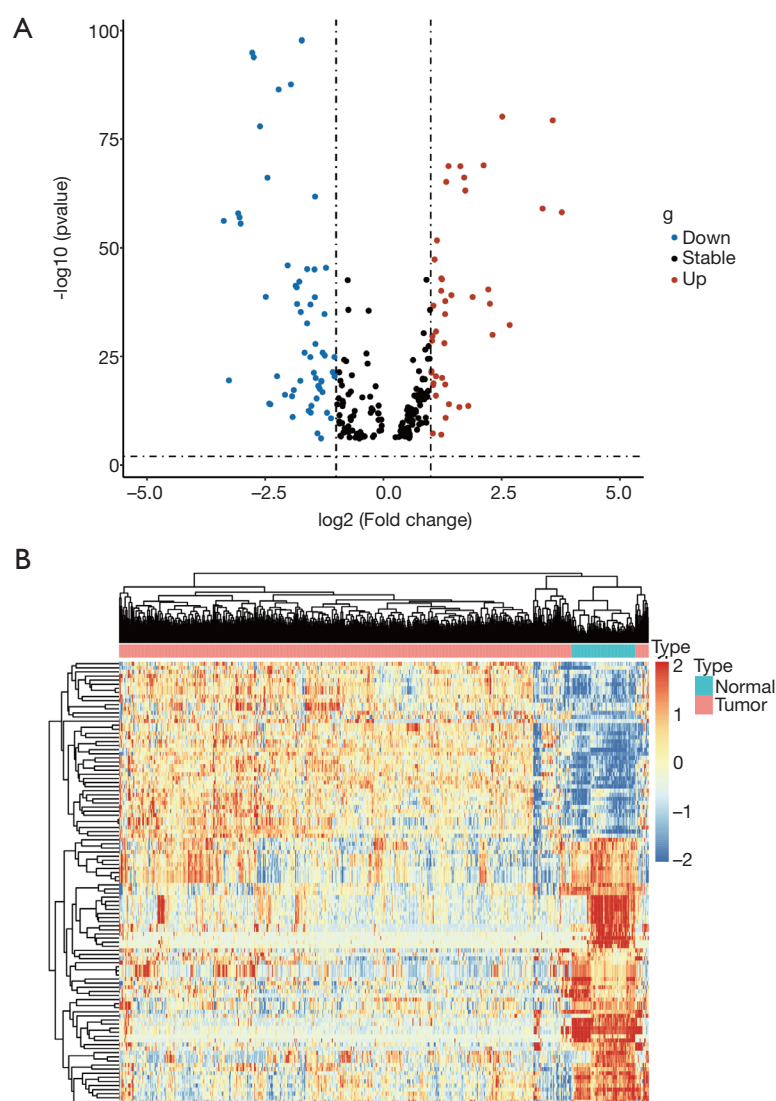 A
100
75
50
25
0
-log10 (pvalue)
−5.0 −2.5 0.0 2.5 5.0
log2 (Fold change)
g
Down
Stable
Up
B
Type
2
1
0
−1
−2
Type
Normal
Tumor